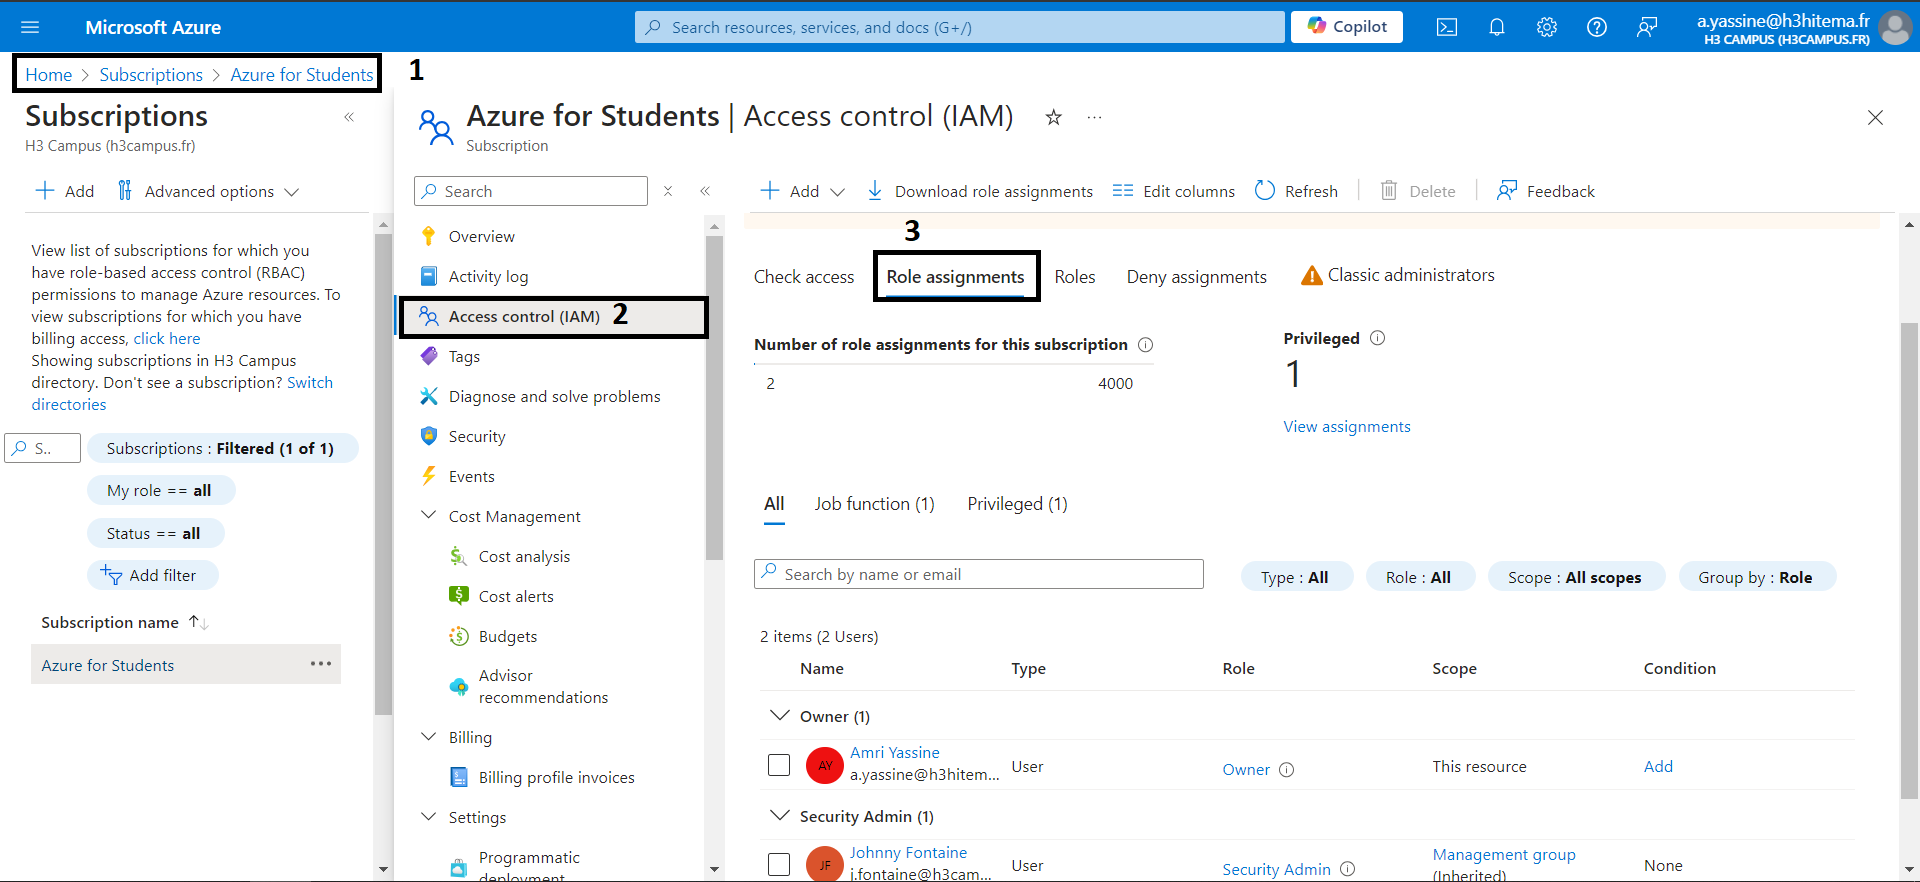 Microsoft Azure
Search resources, services, and docs (G+/)
Copilot
a.yassine@h3hitema.fr
H3 CAMPUS (H3CAMPUS.FR)
Home > Subscriptions > Azure for Students
1
Subscriptions
«
H3 Campus (h3campus.fr)
Add
Advanced options
View list of subscriptions for which you
have role-based access control (RBAC)
permissions to manage Azure resources. To
view subscriptions for which you have
billing access, click here
Showing subscriptions in H3 Campus
directory. Don't see a subscription? Switch
directories
S..
Subscriptions : Filtered (1 of 1)
My role == all
Status == all
Add filter
Subscription name
Azure for Students
Azure for Students | Access control (IAM)
Subscription
Search
«
Overview
Activity log
Access control (IAM)
2
Tags
Diagnose and solve problems
Security
Events
Cost Management
Cost analysis
Cost alerts
Budgets
Advisor
recommendations
Billing
Billing profile invoices
Settings
Programmatic
deployment
Add
Download role assignments
Edit columns
Refresh
Delete
Feedback
3
Check access
Role assignments
Roles
Deny assignments
Classic administrators
Number of role assignments for this subscription
2
4000
Privileged
1
View assignments
All
Job function (1)
Privileged (1)
Search by name or email
Type : All
Role : All
Scope : All scopes
Group by : Role
2 items (2 Users)
Name
Type
Role
Scope
Condition
Owner (1)
AY
Amri Yassine
a.yassine@h3hitem...
User
Owner
This resource
Add
Security Admin (1)
JF
Johnny Fontaine
j.fontaine@h3cam...
User
Security Admin
Management group
(Inherited)
None